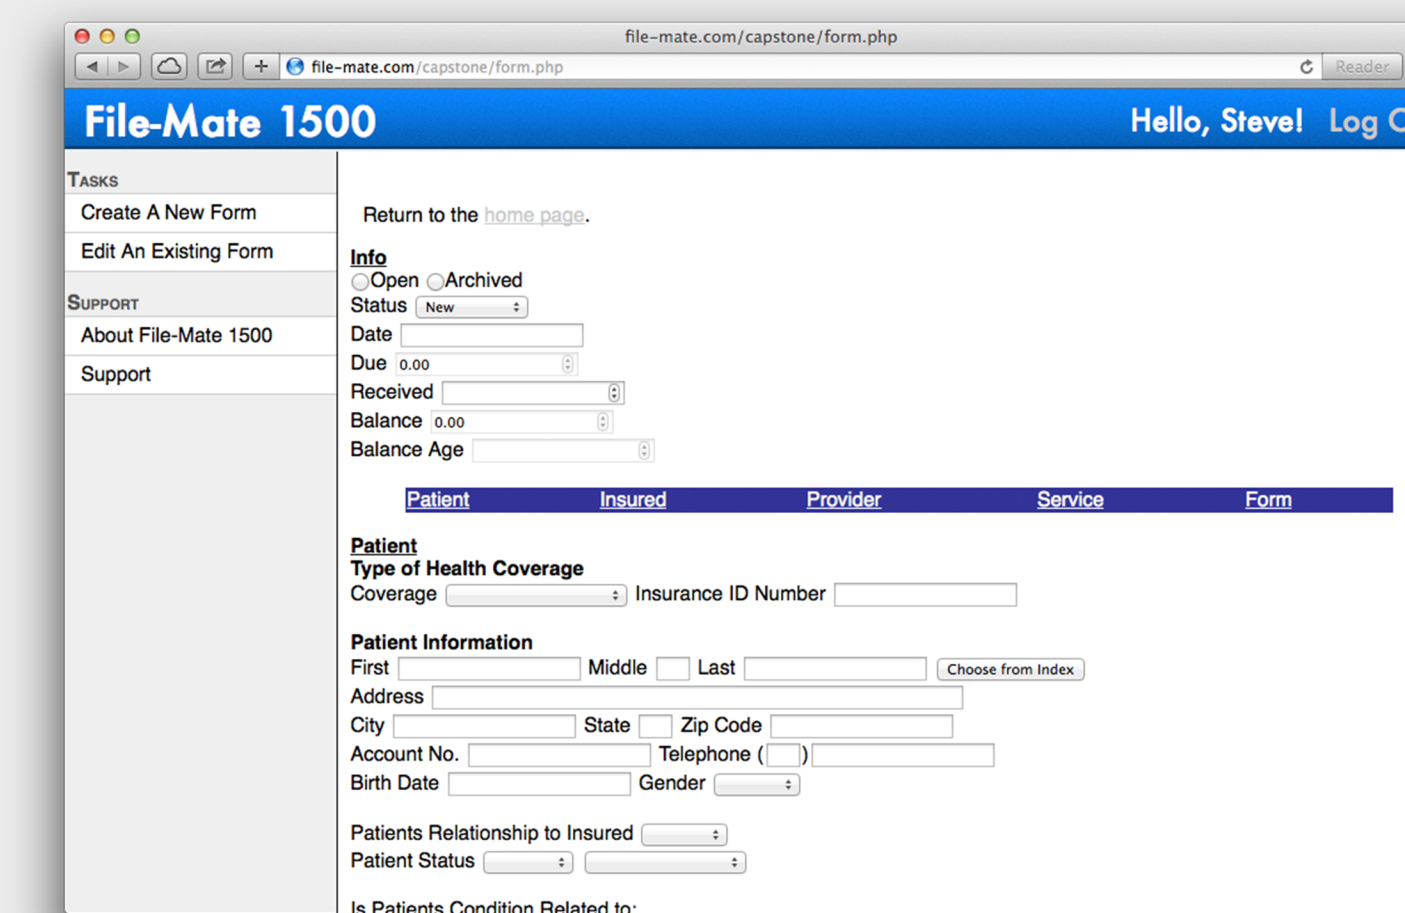 file-mate.com/capstone/form.php
file-mate.com/capstone/form.php
Reader
File-Mate 1500
Hello, Steve! Log
TASKS
Create A New Form
Edit An Existing Form
SUPPORT
About File-Mate 1500
Support
Return to the home page.
Info
Open Archived
Status New
Date
Due 0.00
Received
Balance 0.00
Balance Age
Patient Insured Provider Service Form
Patient
Type of Health Coverage
Coverage Insurance ID Number
Patient Information
First Middle Last Choose from Index
Address
City State Zip Code
Account No. Telephone ( )
Birth Date Gender
Patients Relationship to Insured
Patient Status
Is Patients Condition Related to: